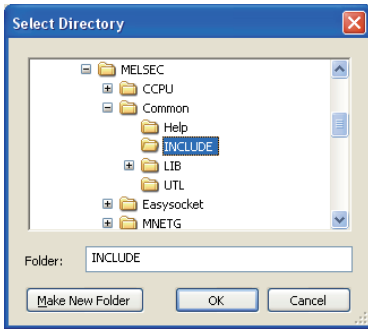 Select Directory
MELSEC
CCPU
Common
Help
INCLUDE
LIB
UTL
Easysocket
MNETG
Folder: INCLUDE
Make New Folder OK Cancel